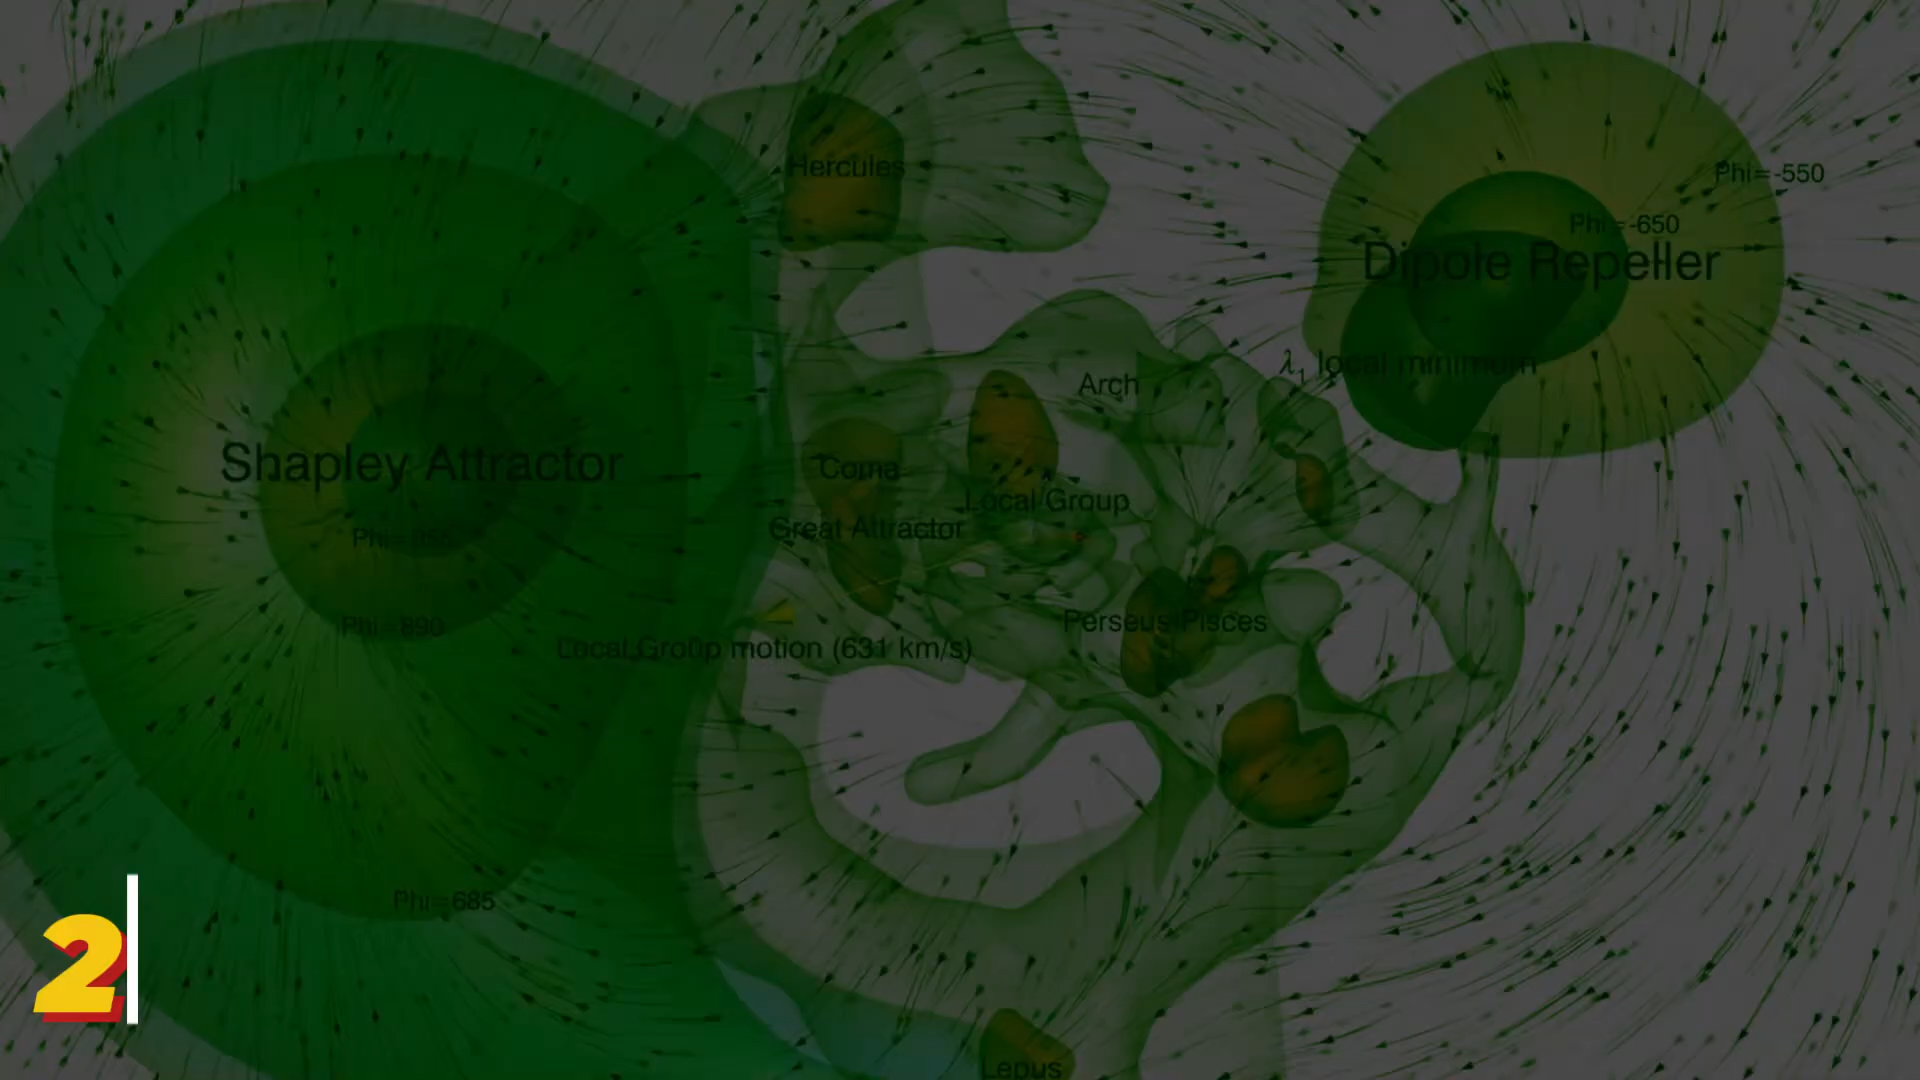 Hercules
Phi=-550
Phi=-650
Dipole Repeller
λ1 local minimum
Arch
Shapley Attractor
Coma
Local Group
Great Attractor
Phi=890
Perseus Pisces
Local Group motion (631 km/s)
Phi=685
2
Lepus